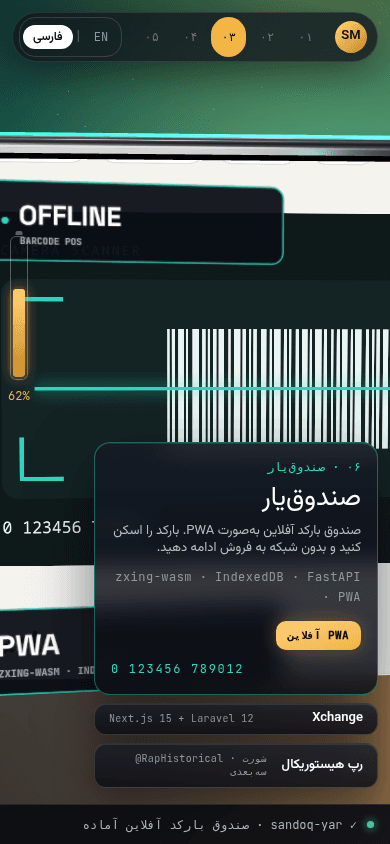 SM
۰۱
۰۲
۰۳
۰۴
۰۵
EN
فارسی
OFFLINE
BARCODE POS
62%
۰۶ · صندوق‌یار
صندوق‌یار
صندوق بارکد آفلاین به‌صورت PWA. بارکد را اسکن
کنید و بدون شبکه به فروش ادامه دهید.
zxing-wasm · IndexedDB · FastAPI
· PWA
PWA آفلاین
0 123456 789012
0 123456
PWA
ZXING-WASM · IND
Xchange
Next.js 15 + Laravel 12
رپ هیستوریکال
@RapHistorical · شورت
سه‌بعدی
✓ sandoq-yar · صندوق بارکد آفلاین آماده